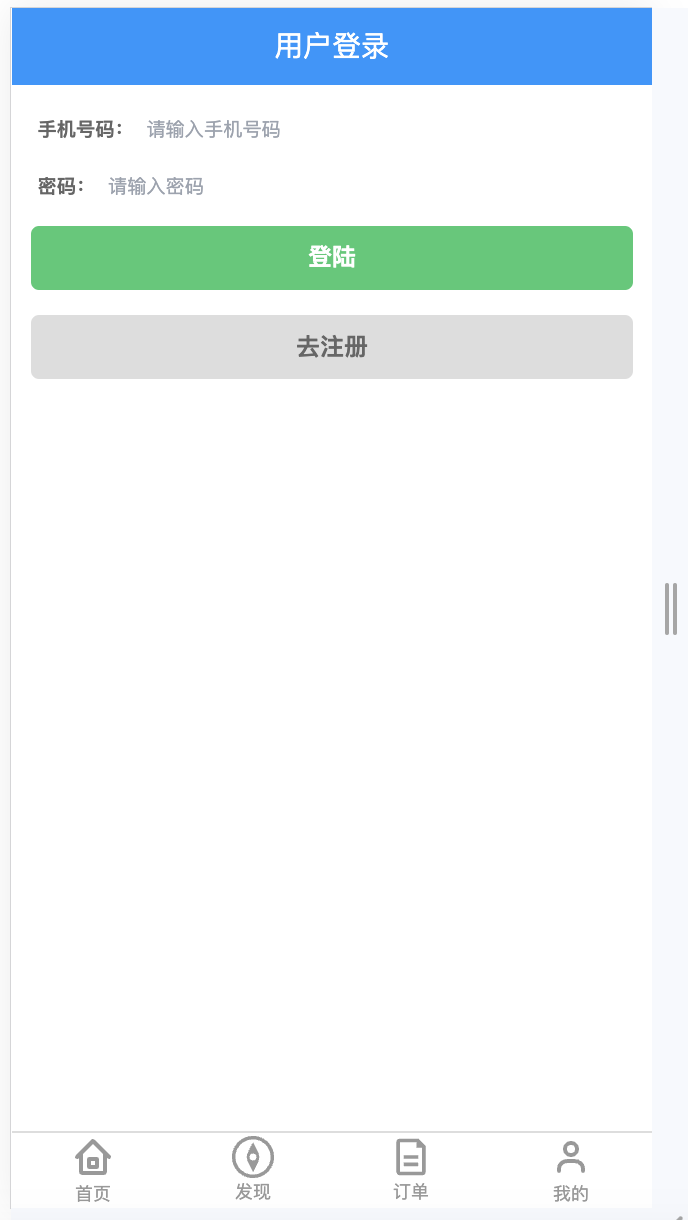 用户登录
手机号码： 请输入手机号码
密码： 请输入密码
登陆
去注册
首页 发现 订单 我的